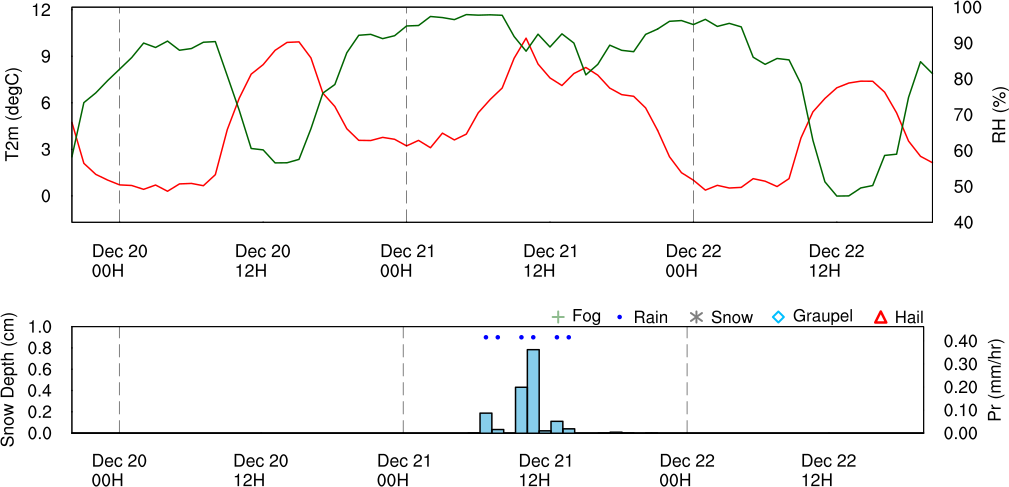 12
9
6
3
0
T2m (degC)
100
90
80
70
60
50
40
RH (%)
Dec 20 Dec 20 Dec 21 Dec 21 Dec 22 Dec 22
00H 12H 00H 12H 00H 12H
Fog Rain Snow Graupel Hail
1.0
0.8
0.6
0.4
0.2
0.0
Snow Depth (cm)
0.40
0.30
0.20
0.10
0.00
Pr (mm/hr)
Dec 20 Dec 20 Dec 21 Dec 21 Dec 22 Dec 22
00H 12H 00H 12H 00H 12H